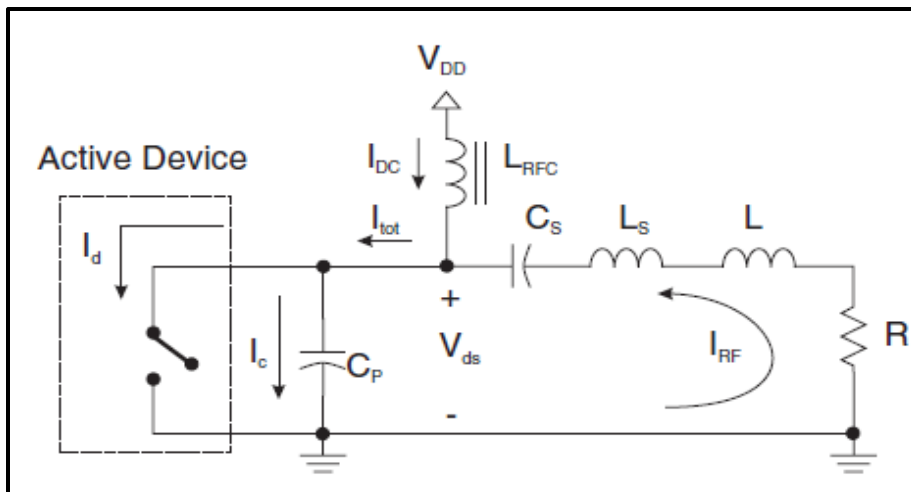 V_DD
Active Device
I_DC
L_RFC
I_tot
C_S
L_S
L
I_d
+
I_c
C_P
V_ds
I_RF
R
-